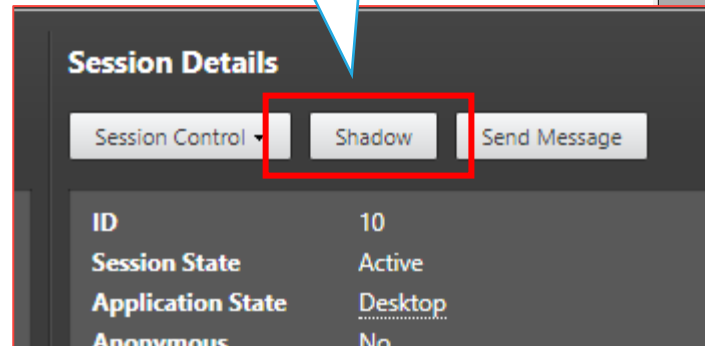 Session Details
Session Control Shadow Send Message
ID 10
Session State Active
Application State Desktop
Anonymous No